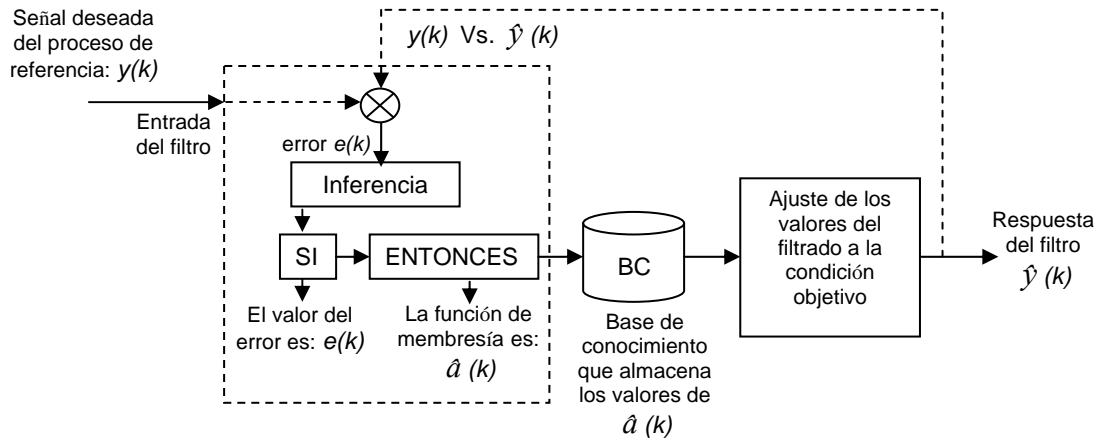 Señal deseada
del proceso de
referencia: y(k)
y(k) Vs. ŷ (k)
Entrada
del filtro
error e(k)
Inferencia
SI
ENTONCES
El valor del
error es: e(k)
La función de
membresía es:
â (k)
BC
Base de
conocimiento
que almacena
los valores de
â (k)
Ajuste de los
valores del
filtrado a la
condición
objetivo
Respuesta
del filtro
ŷ (k)